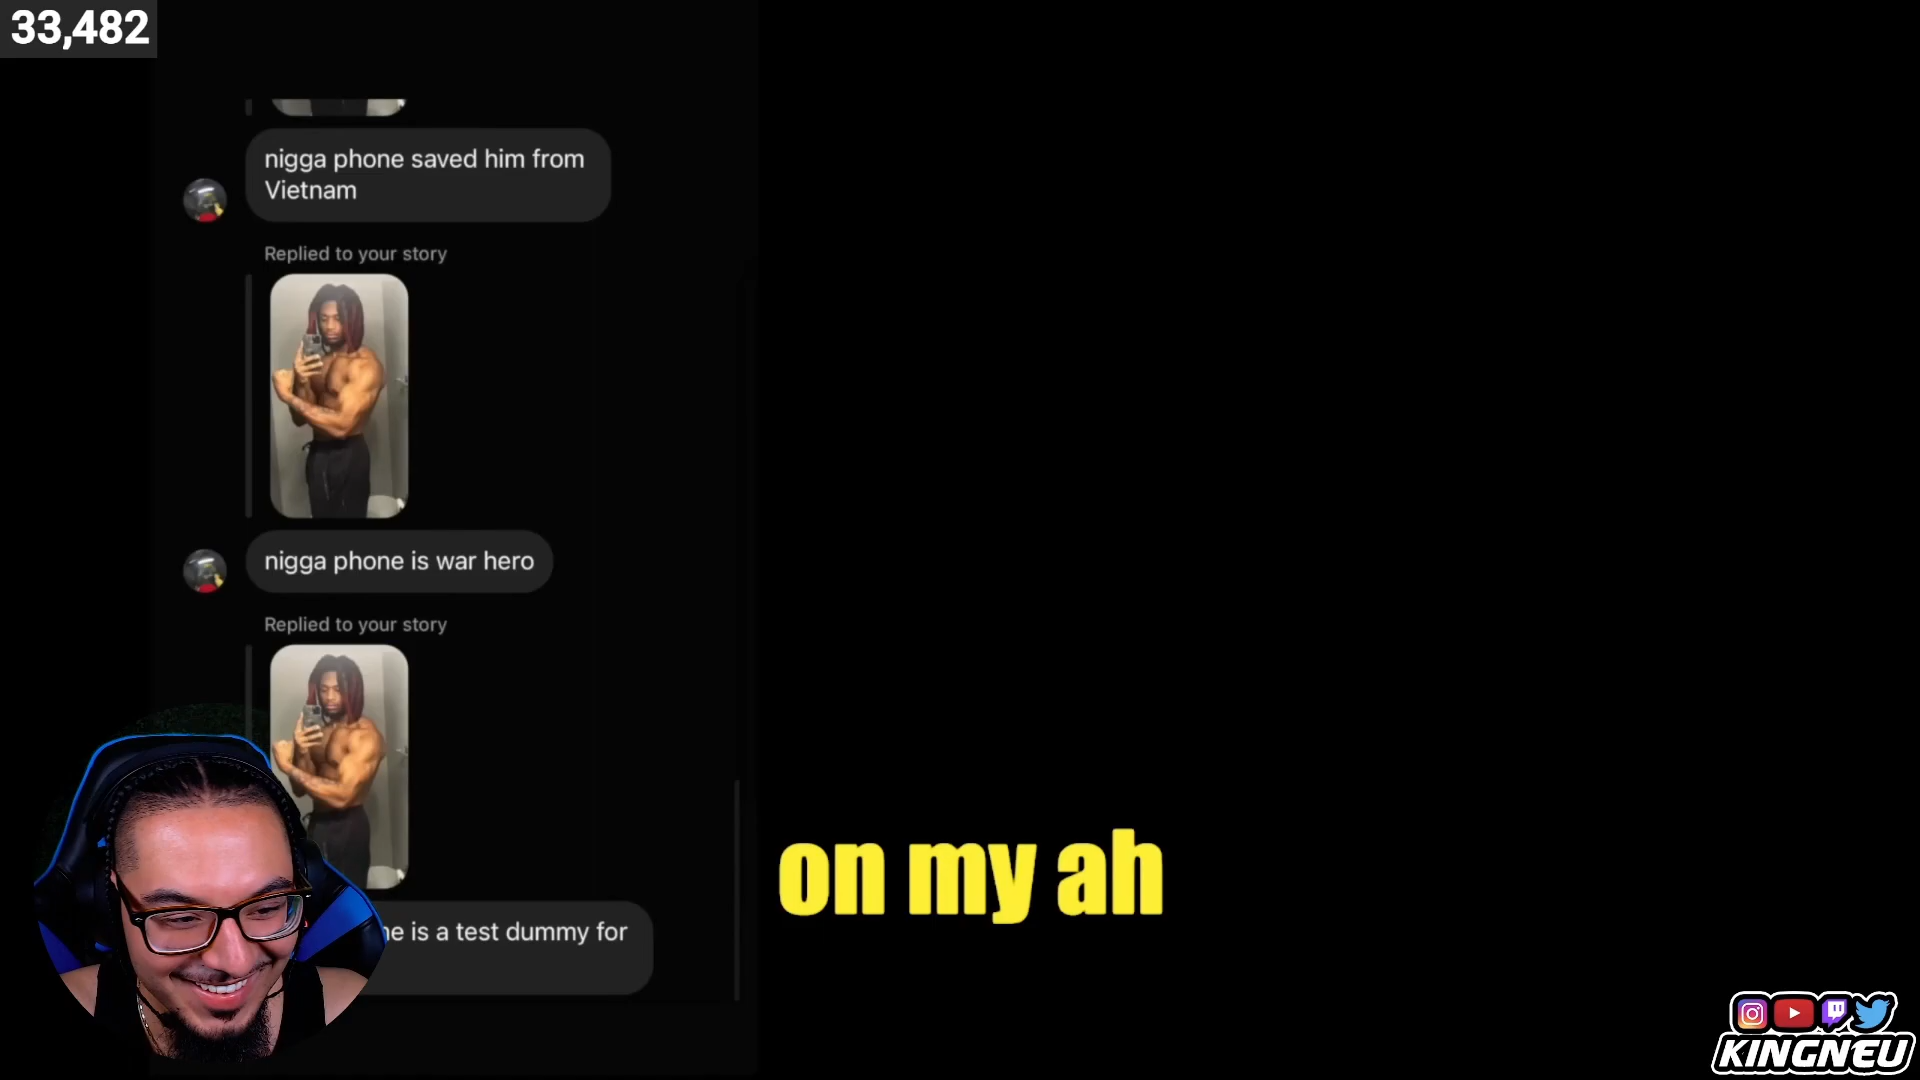 33,482
nigga phone saved him from
Vietnam
Replied to your story
nigga phone is war hero
Replied to your story
is a test dummy for
on my ah
KINGNEU